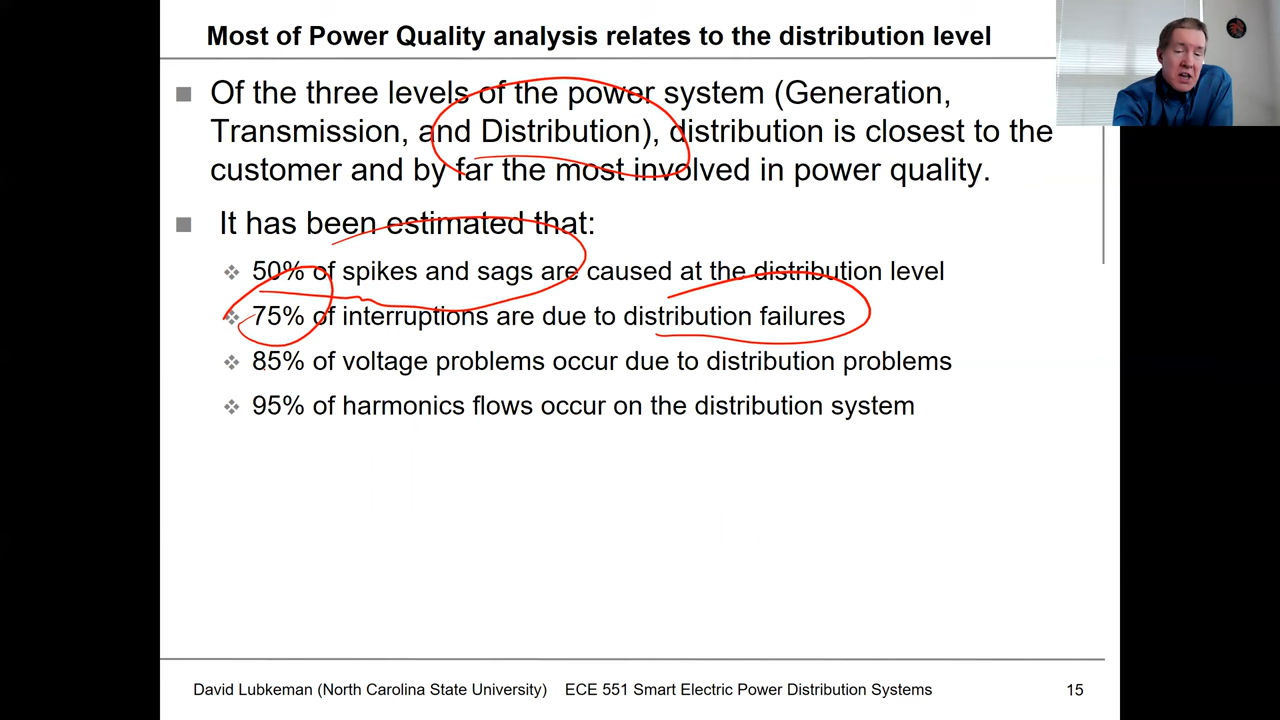 Most of Power Quality analysis relates to the distribution level
Of the three levels of the power system (Generation,
Transmission, and Distribution), distribution is closest to the
customer and by far the most involved in power quality.
It has been estimated that:
50% of spikes and sags are caused at the distribution level
75% of interruptions are due to distribution failures
85% of voltage problems occur due to distribution problems
95% of harmonics flows occur on the distribution system
David Lubkeman (North Carolina State University) ECE 551 Smart Electric Power Distribution Systems 15